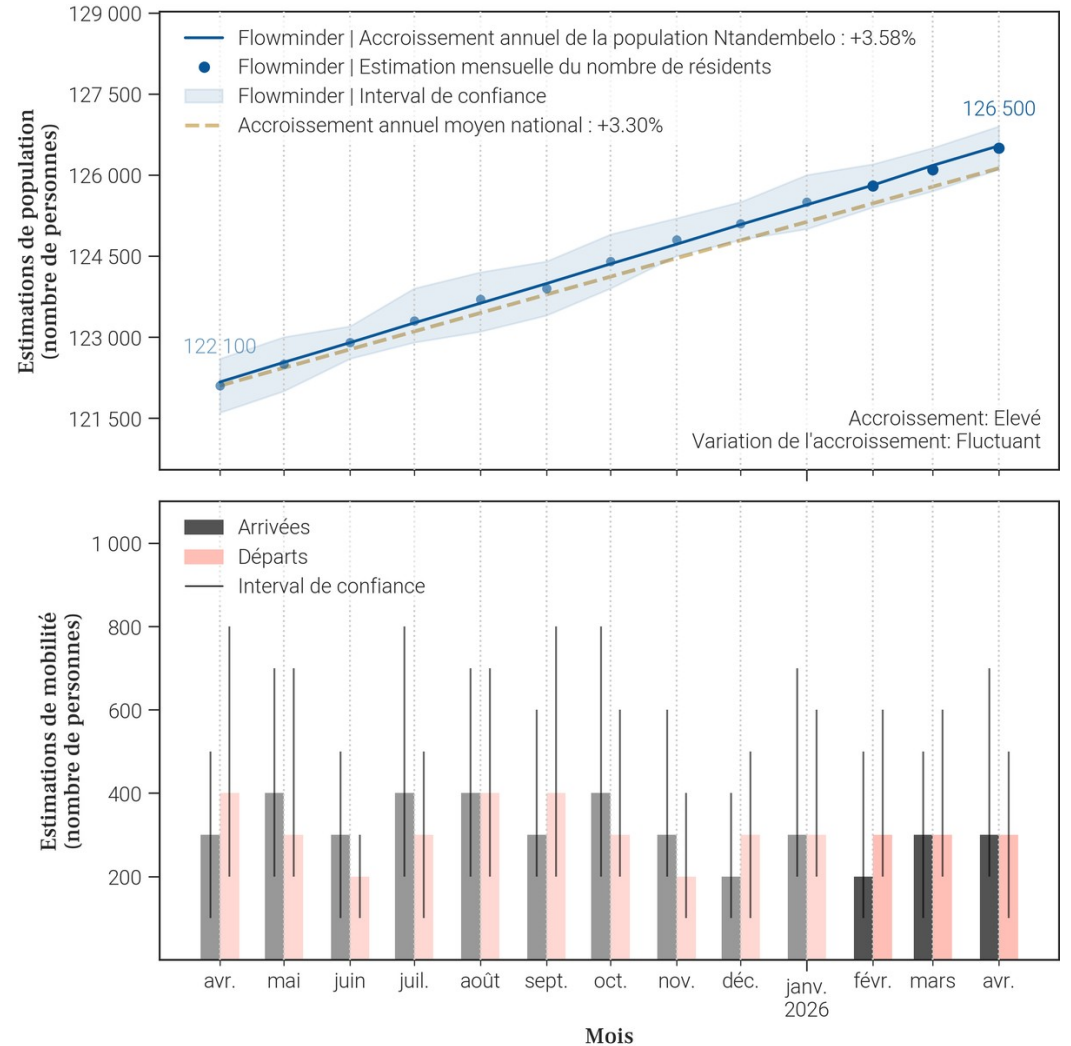 Estimations de population
(nombre de personnes)
129 000
127 500
126 000
124 500
123 000
121 500
Flowminder | Accroissement annuel de la population Ntandembelo : +3.58%
Flowminder | Estimation mensuelle du nombre de résidents
Flowminder | Interval de confiance
Accroissement annuel moyen national : +3.30%
126 500
122 100
Accroissement: Elevé
Variation de l'accroissement: Fluctuant
Estimations de mobilité
(nombre de personnes)
1 000
800
600
400
200
Arrivées
Départs
Interval de confiance
avr. mai juin juil. août sept. oct. nov. déc. janv. févr. mars avr.
2026
Mois